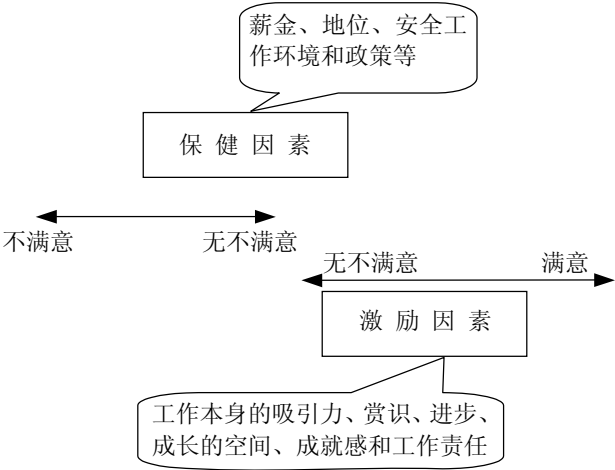 薪金、地位、安全工
作环境和政策等
保健因素
不满意
无不满意
无不满意
满意
激励因素
工作本身的吸引力、赏识、进步、
成长的空间、成就感和工作责任